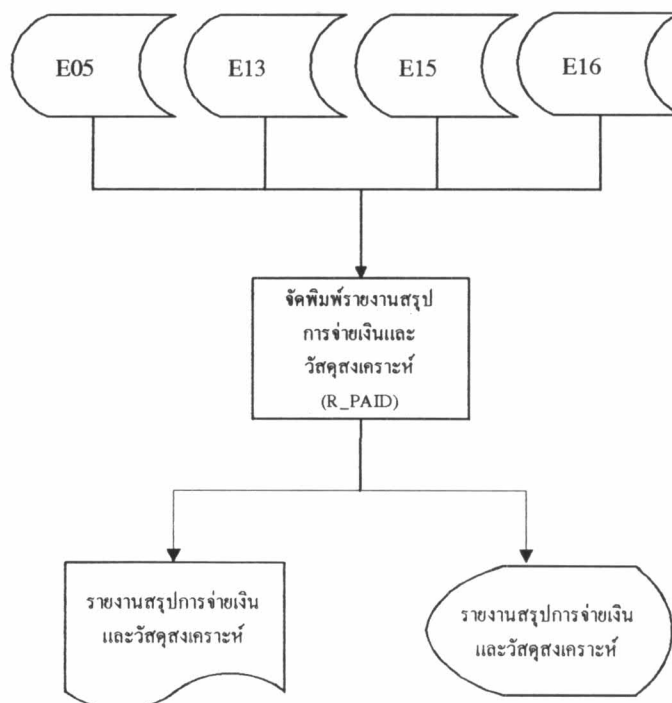 E05 E13 E15 E16
จัดพิมพ์รายงานสรุป
การจ่ายเงินและ
วัสดุสงเคราะห์
(R_PAID)
รายงานสรุปการจ่ายเงิน
และวัสดุสงเคราะห์
รายงานสรุปการจ่ายเงิน
และวัสดุสงเคราะห์